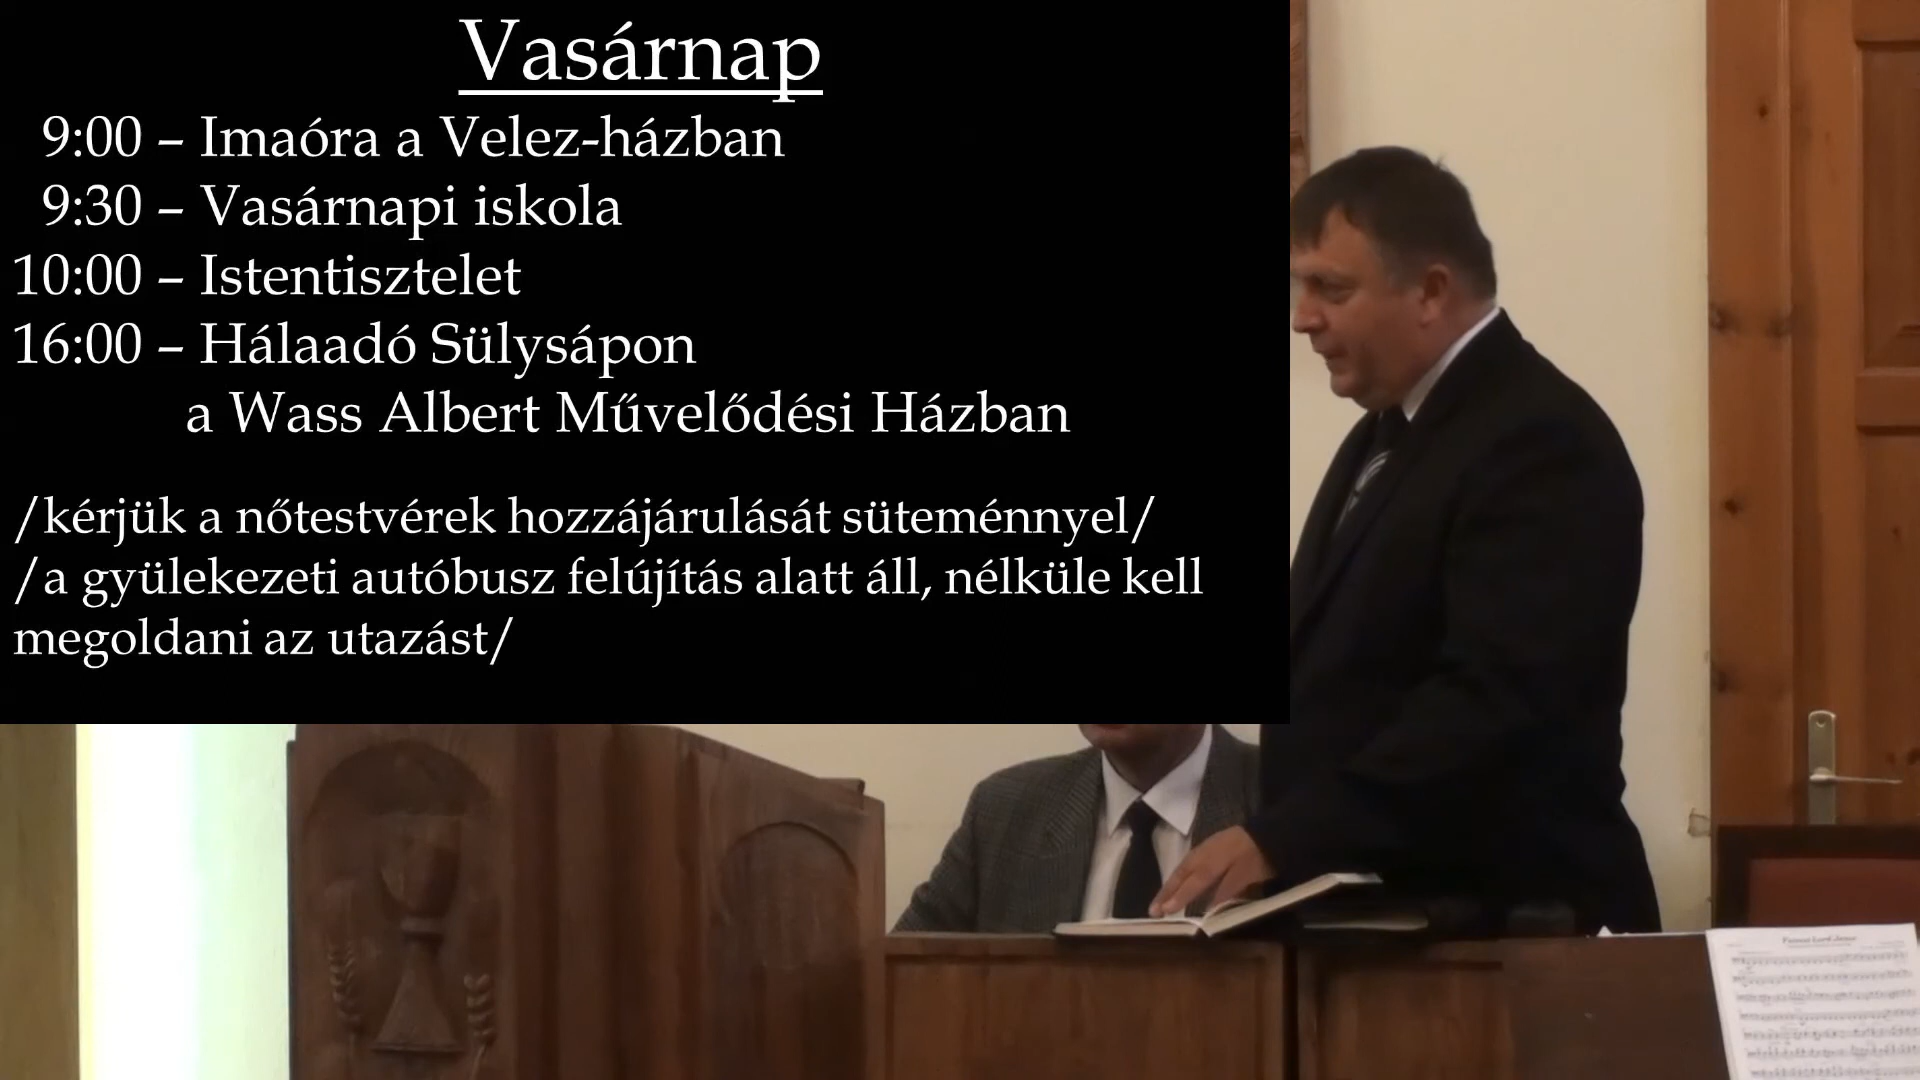 Vasárnap
9:00 – Imaóra a Velez-házban
9:30 – Vasárnapi iskola
10:00 – Istentisztelet
16:00 – Hálaadó Sülysápon
a Wass Albert Művelődési Házban
/kérjük a nőtestvérek hozzájárulását süteménnyel/
/a gyülekezeti autóbusz felújítás alatt áll, nélküle kell
megoldani az utazást/